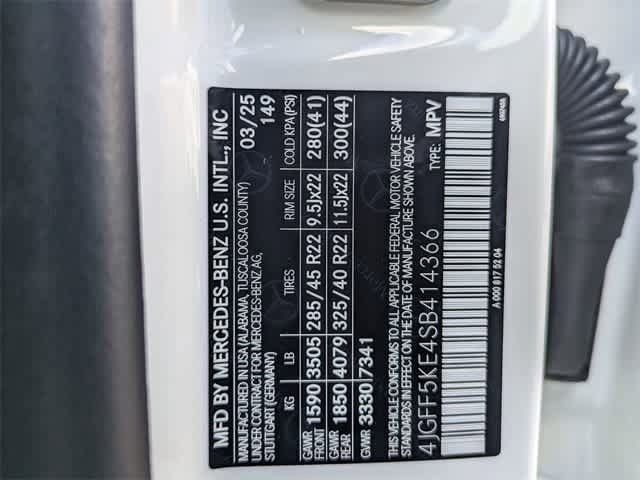 MFD BY MERCEDES-BENZ U.S. INTL., INC
MANUFACTURED IN USA (ALABAMA, TUSCALOOSA COUNTY) 03/25
UNDER CONTRACT FOR MERCEDES-BENZ AG, 149
STUTTGART (GERMANY)
KG LB TIRES RIM SIZE COLD KPA (PSI)
GAWR FRONT 1590 3505 285/45 R22 9.5Jx22 280(41)
GAWR REAR 1850 4079 325/40 R22 11.5Jx22 300(44)
GVWR 3330/7341
THIS VEHICLE CONFORMS TO ALL APPLICABLE FEDERAL MOTOR VEHICLE SAFETY
STANDARDS IN EFFECT ON THE DATE OF MANUFACTURE SHOWN ABOVE.
4JGFF5KE4SB414366 TYPE: MPV
A 000 817 52 04